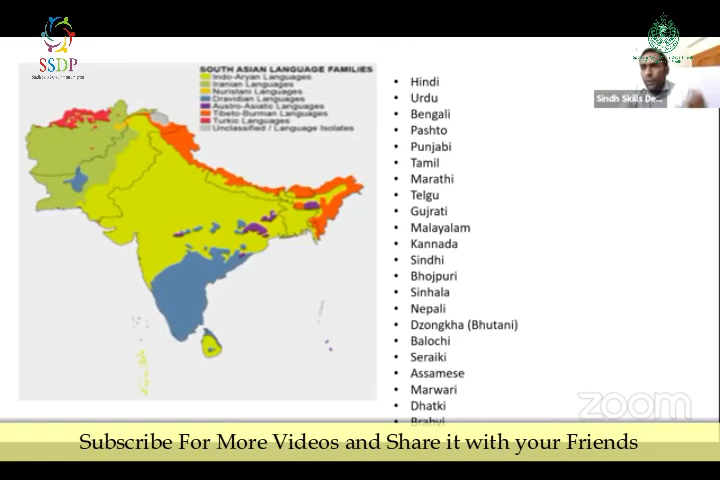 SSDP
SOUTH ASIAN LANGUAGE FAMILIES
Indo-Aryan Languages
Iranian Languages
Nuristani Languages
Dravidian Languages
Austro-Asiatic Languages
Tibeto-Burman Languages
Turkic Languages
Unclassified / Language Isolates
• Hindi
• Urdu
• Bengali
• Pashto
• Punjabi
• Tamil
• Marathi
• Telgu
• Gujrati
• Malayalam
• Kannada
• Sindhi
• Bhojpuri
• Sinhala
• Nepali
• Dzongkha (Bhutani)
• Balochi
• Seraiki
• Assamese
• Marwari
• Dhatki
• Brahvi
Sindh Skills De...
zoom
Subscribe For More Videos and Share it with your Friends